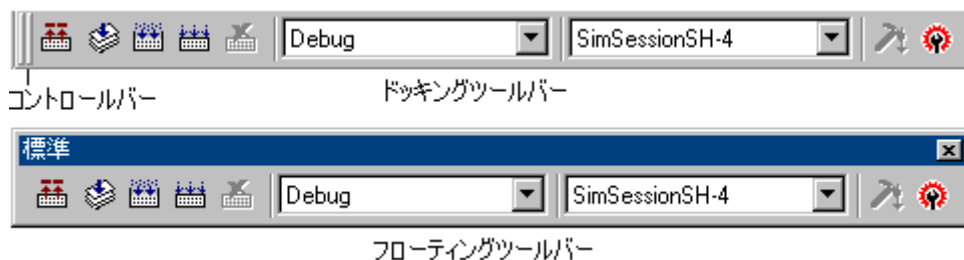 Debug SimSessionSH-4
コントロールバー ドッキングツールバー
標準
Debug SimSessionSH-4
フローティングツールバー